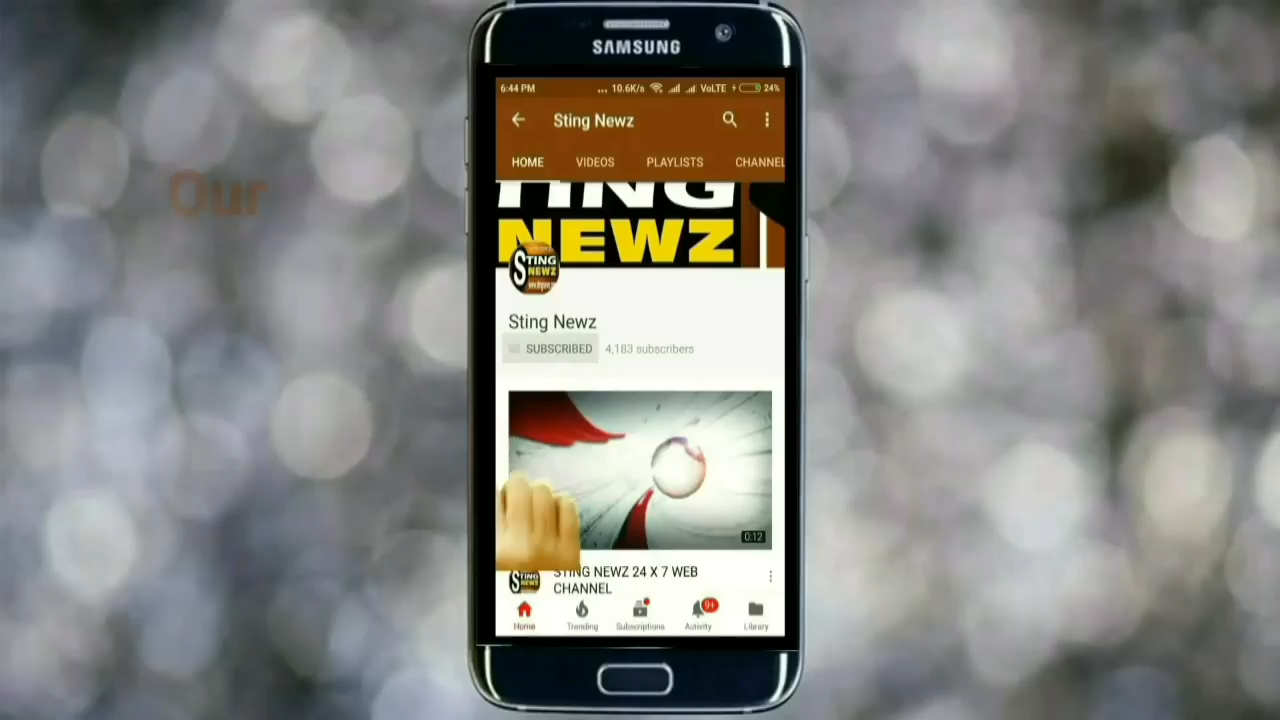 SAMSUNG
6:44 PM ... 10.6K/s VoLTE 24%
Sting Newz
HOME VIDEOS PLAYLISTS CHANNEL
TING
NEWZ
STING
NEWZ
Our
Sting Newz
SUBSCRIBED 4,183 subscribers
0:12
STING NEWZ 24 X 7 WEB
CHANNEL
STING
NEWZ
9+
Home Trending Subscriptions Activity Library